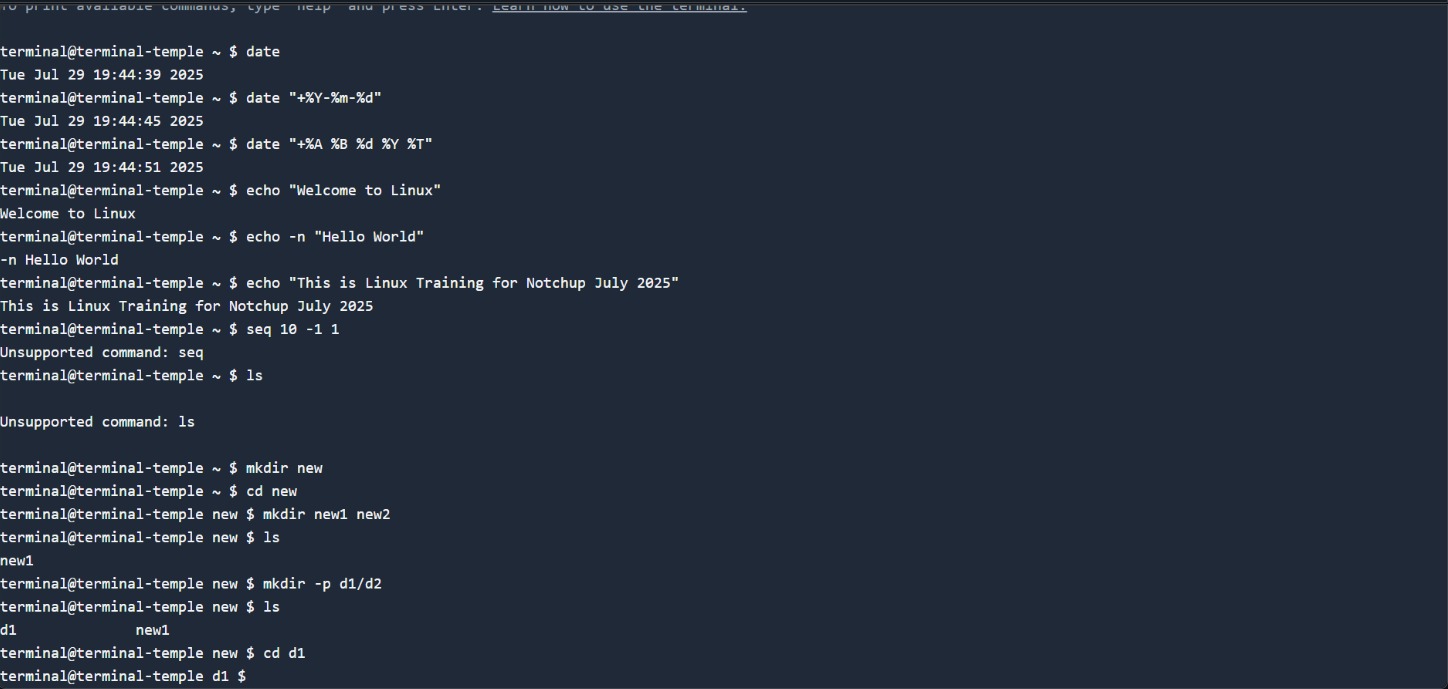 To print available commands, type "help" and press Enter. Learn how to use the terminal.
terminal@terminal-temple ~ $ date
Tue Jul 29 19:44:39 2025
terminal@terminal-temple ~ $ date "+%Y-%m-%d"
Tue Jul 29 19:44:45 2025
terminal@terminal-temple ~ $ date "+%A %B %d %Y %T"
Tue Jul 29 19:44:51 2025
terminal@terminal-temple ~ $ echo "Welcome to Linux"
Welcome to Linux
terminal@terminal-temple ~ $ echo -n "Hello World"
-n Hello World
terminal@terminal-temple ~ $ echo "This is Linux Training for Notchup July 2025"
This is Linux Training for Notchup July 2025
terminal@terminal-temple ~ $ seq 10 -1 1
Unsupported command: seq
terminal@terminal-temple ~ $ ls
Unsupported command: ls
terminal@terminal-temple ~ $ mkdir new
terminal@terminal-temple ~ $ cd new
terminal@terminal-temple new $ mkdir new1 new2
terminal@terminal-temple new $ ls
new1
terminal@terminal-temple new $ mkdir -p d1/d2
terminal@terminal-temple new $ ls
d1 new1
terminal@terminal-temple new $ cd d1
terminal@terminal-temple d1 $